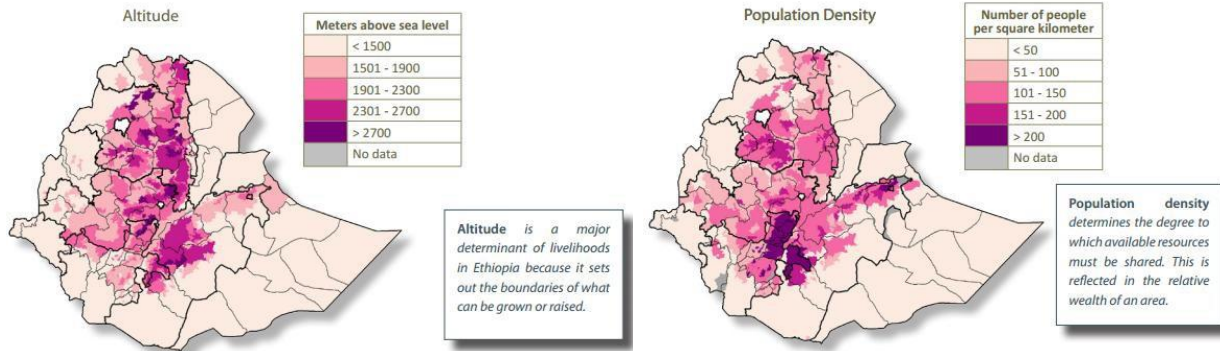 Altitude
Meters above sea level
< 1500
1501 - 1900
1901 - 2300
2301 - 2700
> 2700
No data
Altitude is a major
determinant of livelihoods
in Ethiopia because it sets
out the boundaries of what
can be grown or raised.
Population Density
Number of people
per square kilometer
< 50
51 - 100
101 - 150
151 - 200
> 200
No data
Population density
determines the degree to
which available resources
must be shared. This is
reflected in the relative
wealth of an area.